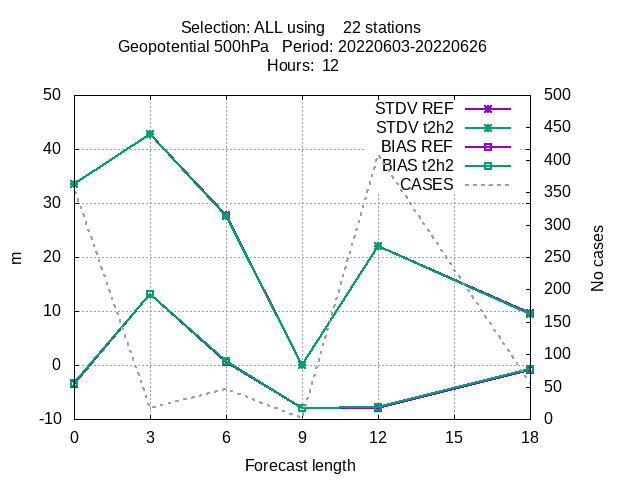 Selection: ALL using    22 stations
Geopotential 500hPa   Period: 20220603-20220626
Hours:  12
50 500
STDV REF
450
STDV t2h2
40 BIAS REF 400
BIAS t2h2
CASES 350
30 300
20 250
m No cases
10 200
150
0 100
50
-10 0
0 3 6 9 12 15 18
Forecast length